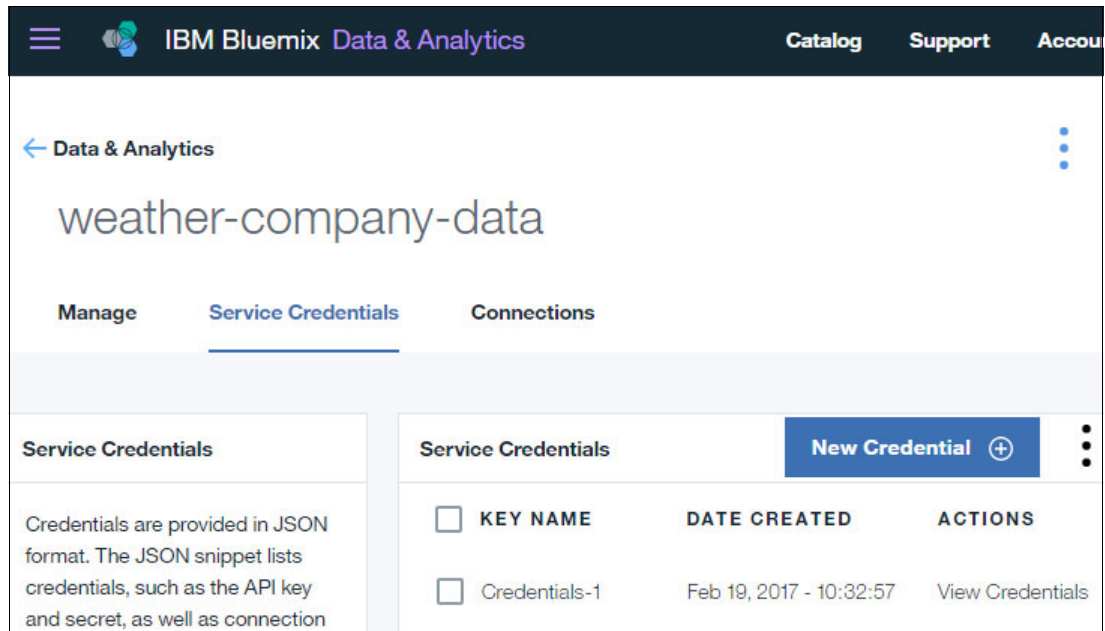 IBM Bluemix Data & Analytics Catalog Support
Data & Analytics
weather-company-data
Manage Service Credentials Connections
Service Credentials
Credentials are provided in JSON
format. The JSON snippet lists
credentials, such as the API key
and secret, as well as connection
Service Credentials New Credential
KEY NAME DATE CREATED ACTIONS
Credentials-1 Feb 19, 2017 - 10:32:57 View Credentials